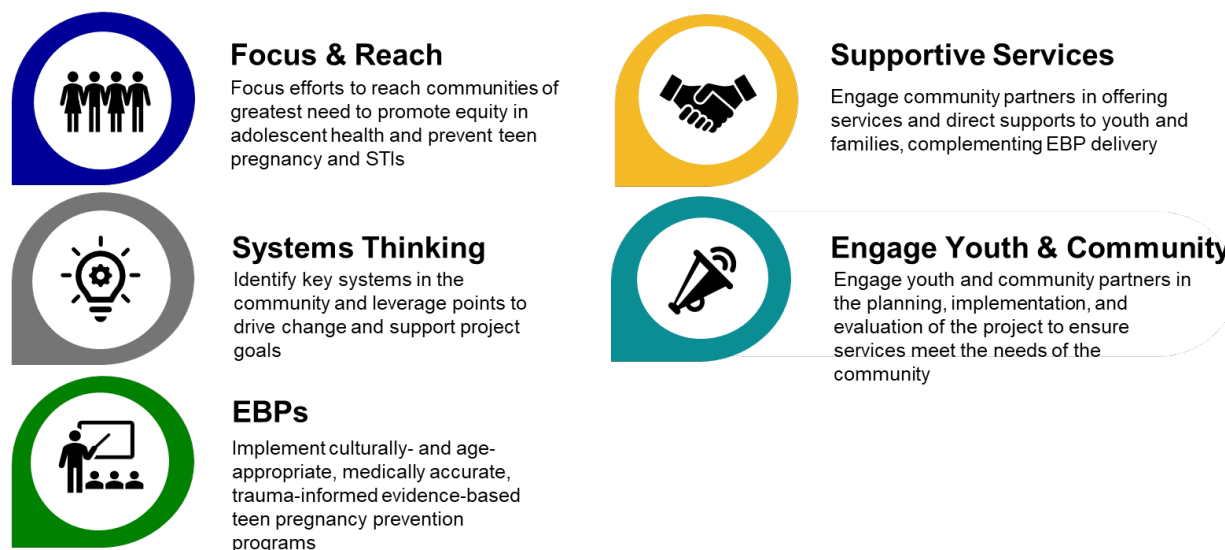 Focus & Reach
Focus efforts to reach communities of
greatest need to promote equity in
adolescent health and prevent teen
pregnancy and STIs
Systems Thinking
Identify key systems in the
community and leverage points to
drive change and support project
goals
EBPs
Implement culturally- and age-
appropriate, medically accurate,
trauma-informed evidence-based
teen pregnancy prevention
programs
Supportive Services
Engage community partners in offering
services and direct supports to youth and
families, complementing EBP delivery
Engage Youth & Community
Engage youth and community partners in
the planning, implementation, and
evaluation of the project to ensure
services meet the needs of the
community